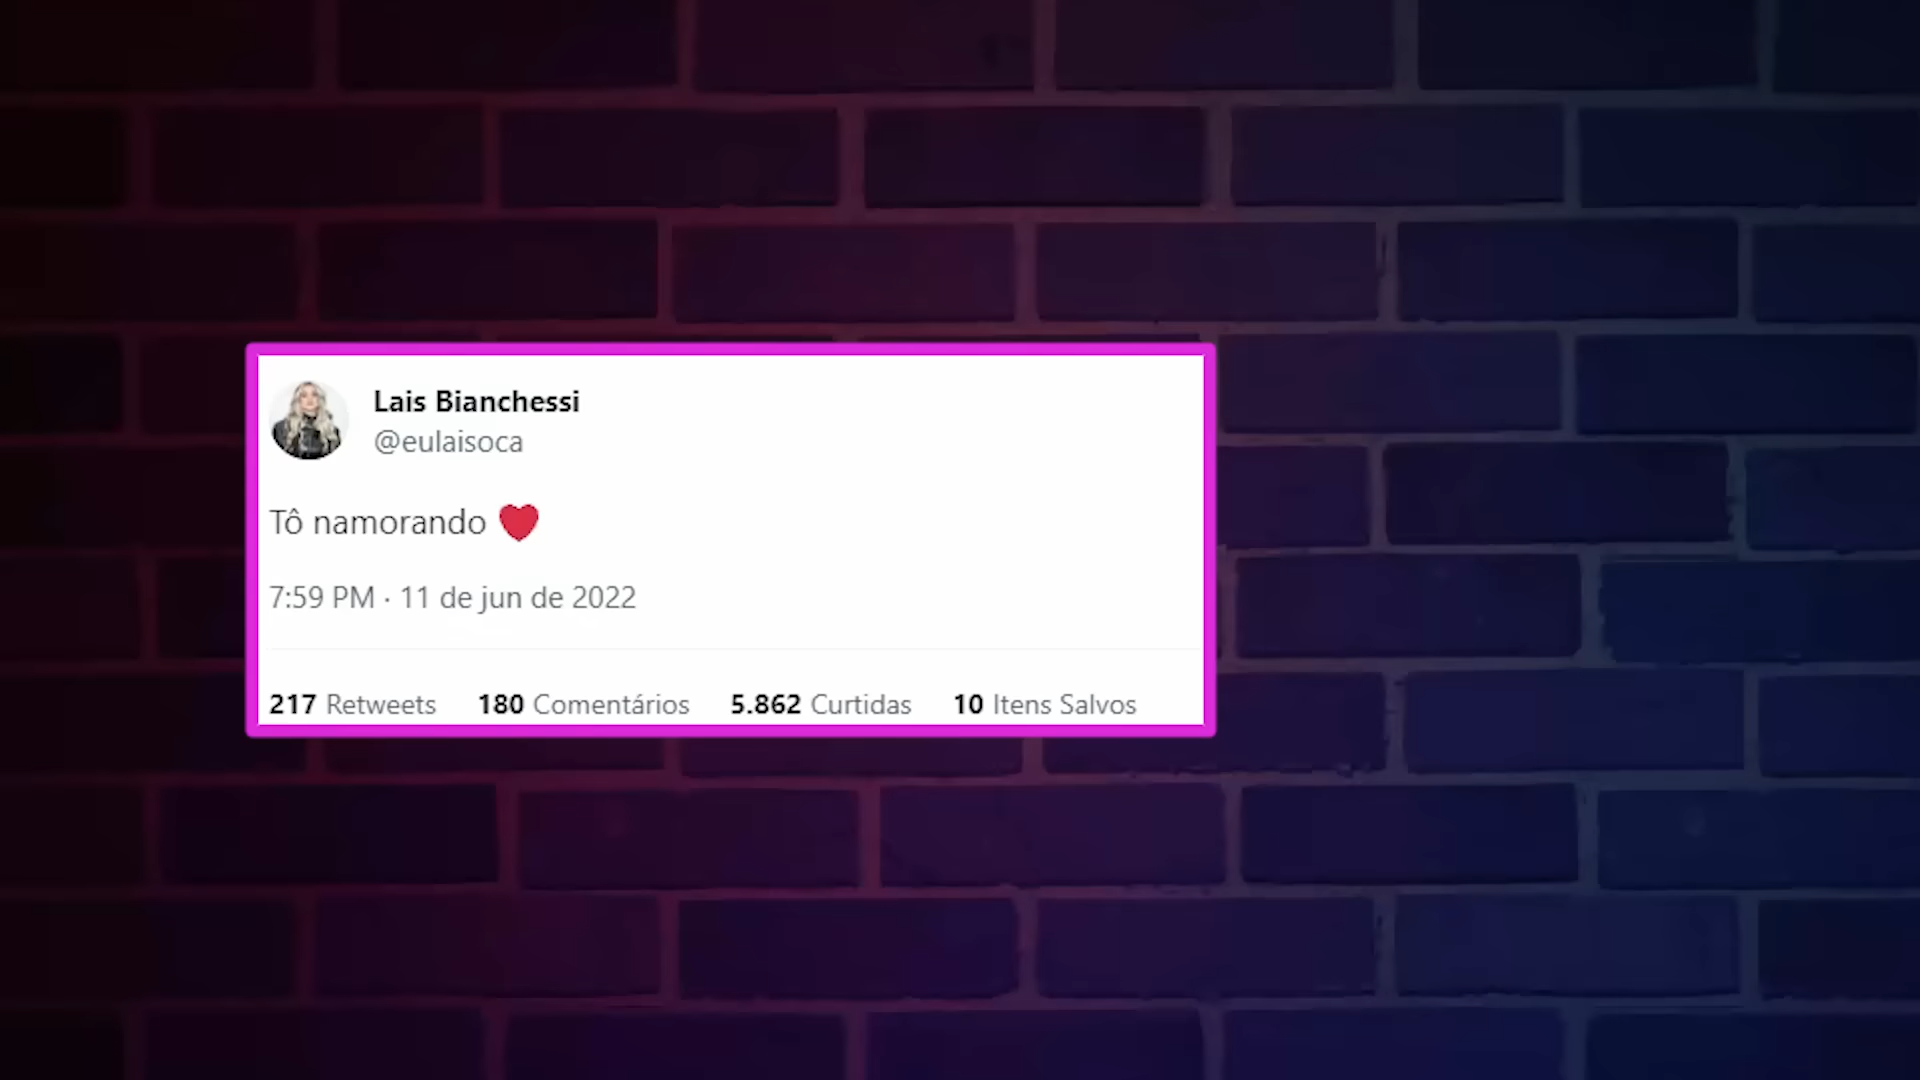 Lais Bianchessi
@eulaisoca
Tô namorando ❤️
7:59 PM · 11 de jun de 2022
217 Retweets 180 Comentários 5.862 Curtidas 10 Itens Salvos